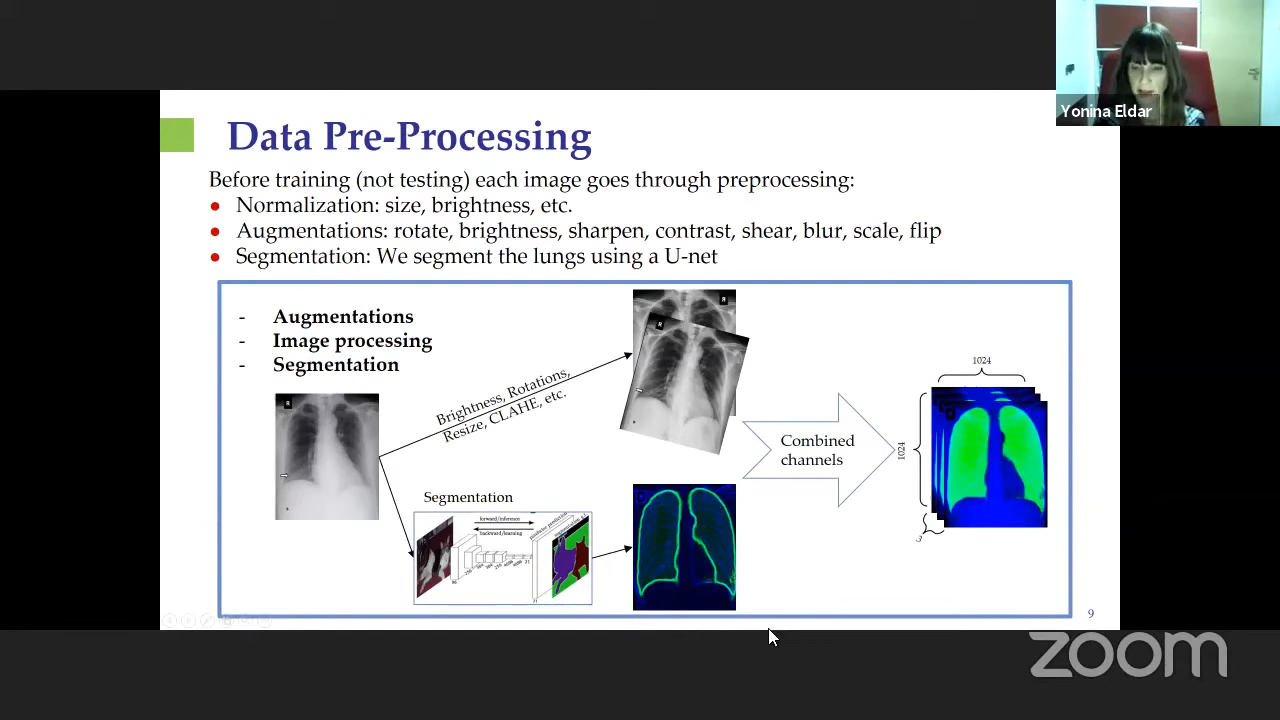 Yonina Eldar
Data Pre-Processing
Before training (not testing) each image goes through preprocessing:
• Normalization: size, brightness, etc.
• Augmentations: rotate, brightness, sharpen, contrast, shear, blur, scale, flip
• Segmentation: We segment the lungs using a U-net
- Augmentations
- Image processing
- Segmentation
Brightness, Rotations,
Resize, CLAHE, etc.
Segmentation
forward/inference
backward/learning
Combined
channels
1024
1024
3
R
R
R
9
zoom